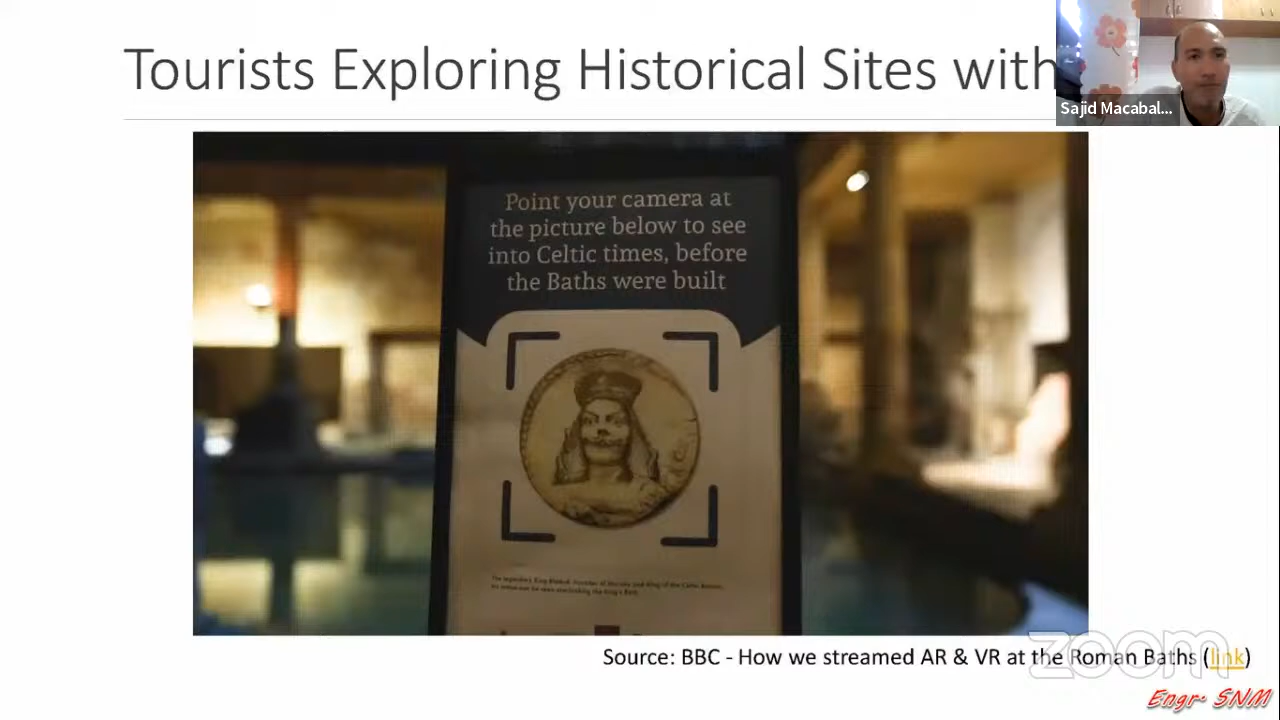 Tourists Exploring Historical Sites with
Sajid Macabal...
Point your camera at
the picture below to see
into Celtic times, before
the Baths were built
Source: BBC - How we streamed AR & VR at the Roman Baths (link)
zoom
Engr. SNM